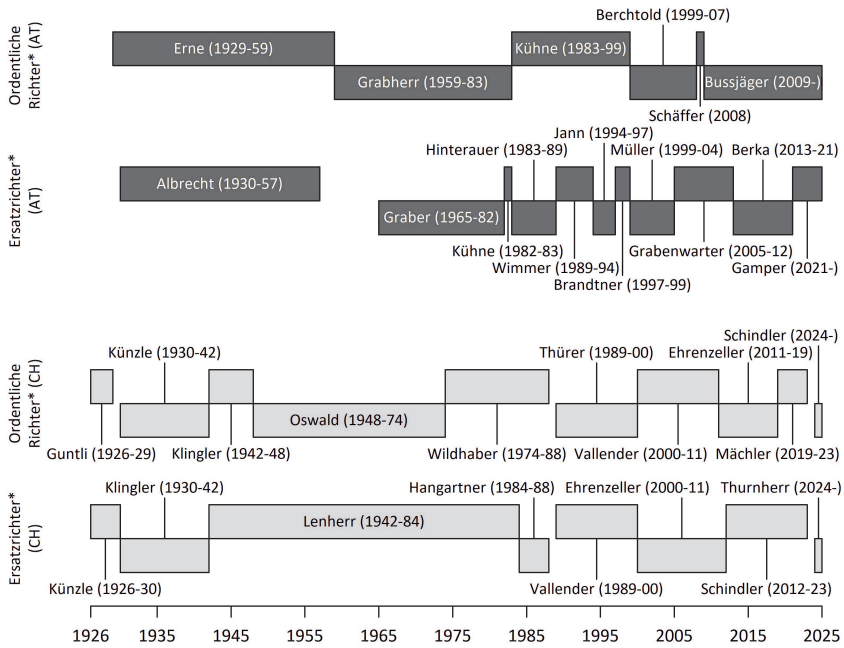 Ordentliche
Richter* (AT)
Berchtold (1999-07)
Erne (1929-59)
Kühne (1983-99)
Grabherr (1959-83)
Bussjäger (2009-)
Schäffer (2008)
Ersatzrichter*
(AT)
Jann (1994-97)
Hinterauer (1983-89)
Müller (1999-04)
Berka (2013-21)
Albrecht (1930-57)
Graber (1965-82)
Kühne (1982-83)
Grabenwarter (2005-12)
Wimmer (1989-94)
Gamper (2021-)
Brandtner (1997-99)
Ordentliche
Richter* (CH)
Schindler (2024-)
Künzle (1930-42)
Thürer (1989-00)
Ehrenzeller (2011-19)
Oswald (1948-74)
Guntli (1926-29)
Klingler (1942-48)
Wildhaber (1974-88)
Vallender (2000-11)
Mächler (2019-23)
Ersatzrichter*
(CH)
Klingler (1930-42)
Hangartner (1984-88)
Ehrenzeller (2000-11)
Thurnherr (2024-)
Lenherr (1942-84)
Künzle (1926-30)
Vallender (1989-00)
Schindler (2012-23)
1926 1935 1945 1955 1965 1975 1985 1995 2005 2015 2025